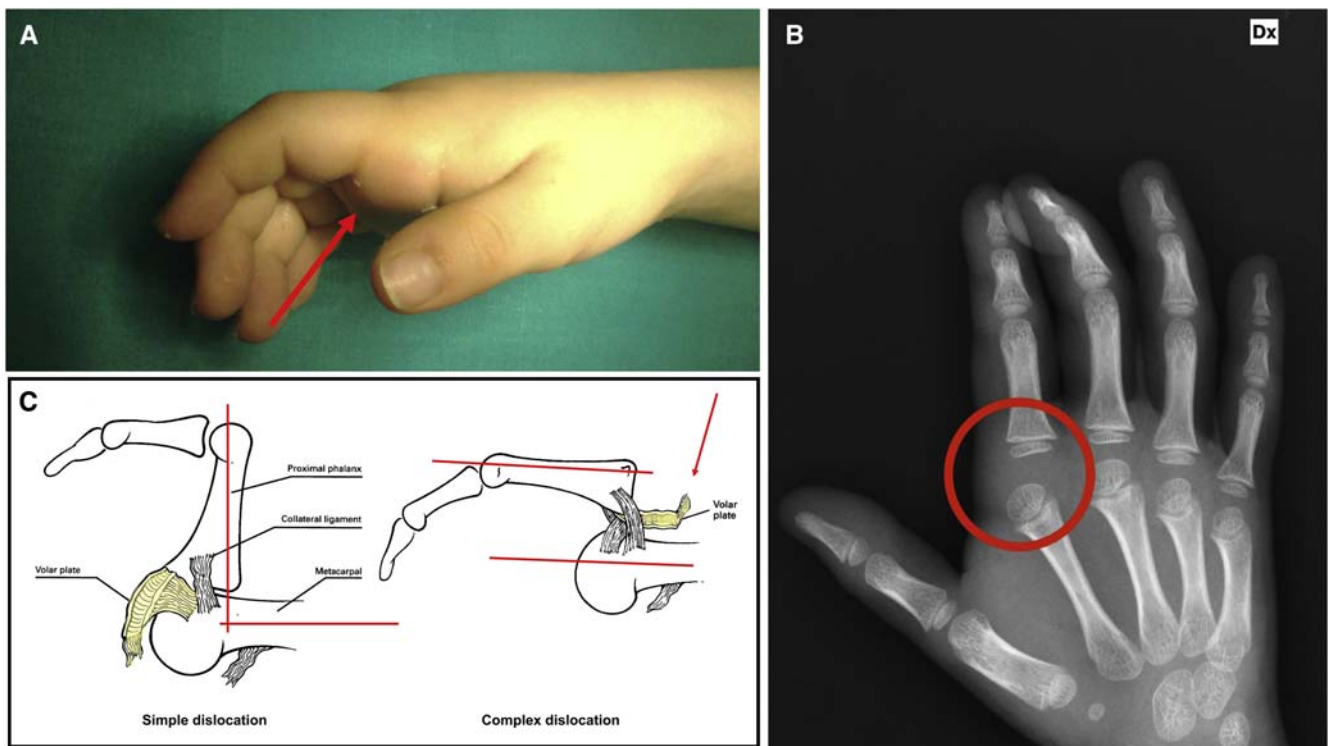 A
B
Dx
C
Proximal phalanx
Collateral ligament
Volar plate
Metacarpal
Simple dislocation
Volar
plate
Complex dislocation